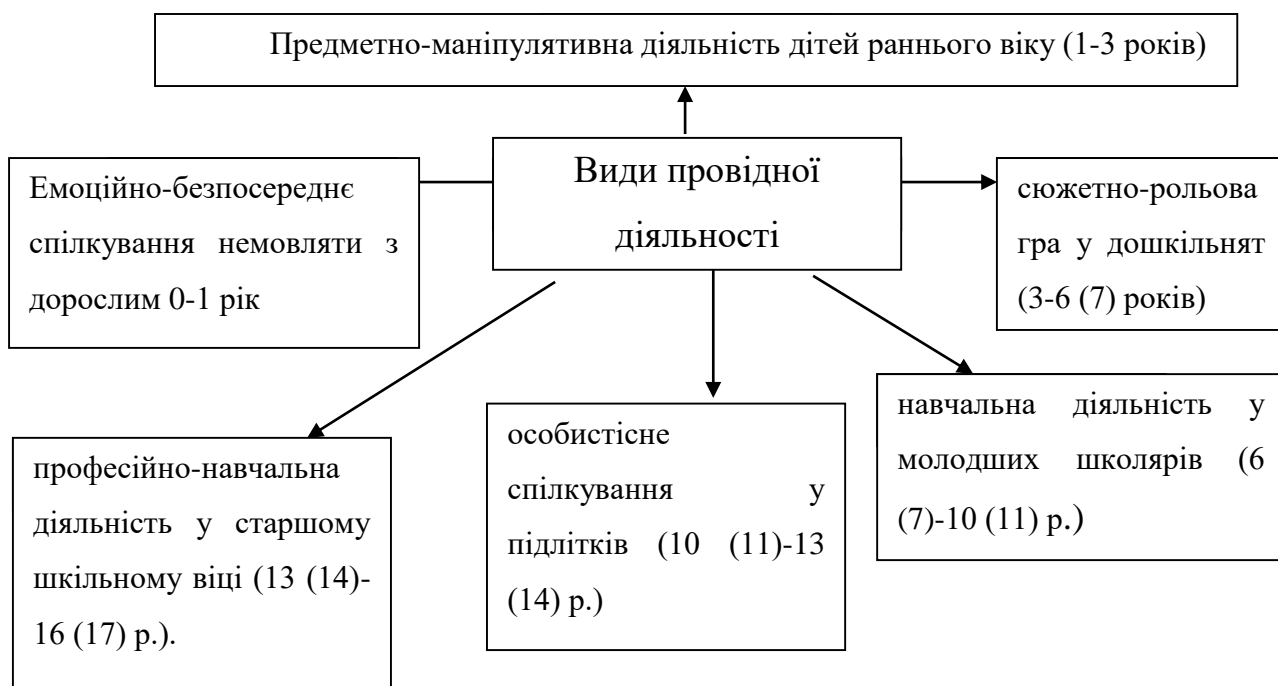 Предметно-маніпулятивна діяльність дітей раннього віку (1-3 років)
Види провідної
діяльності
Емоційно-безпосереднє
спілкування немовляти з
дорослим 0-1 рік
сюжетно-рольова
гра у дошкільнят
(3-6 (7) років)
навчальна діяльність у
молодших школярів (6
(7)-10 (11) р.)
особистісне
спілкування у
підлітків (10 (11)-13
(14) р.)
професійно-навчальна
діяльність у старшому
шкільному віці (13 (14)-
16 (17) р.).